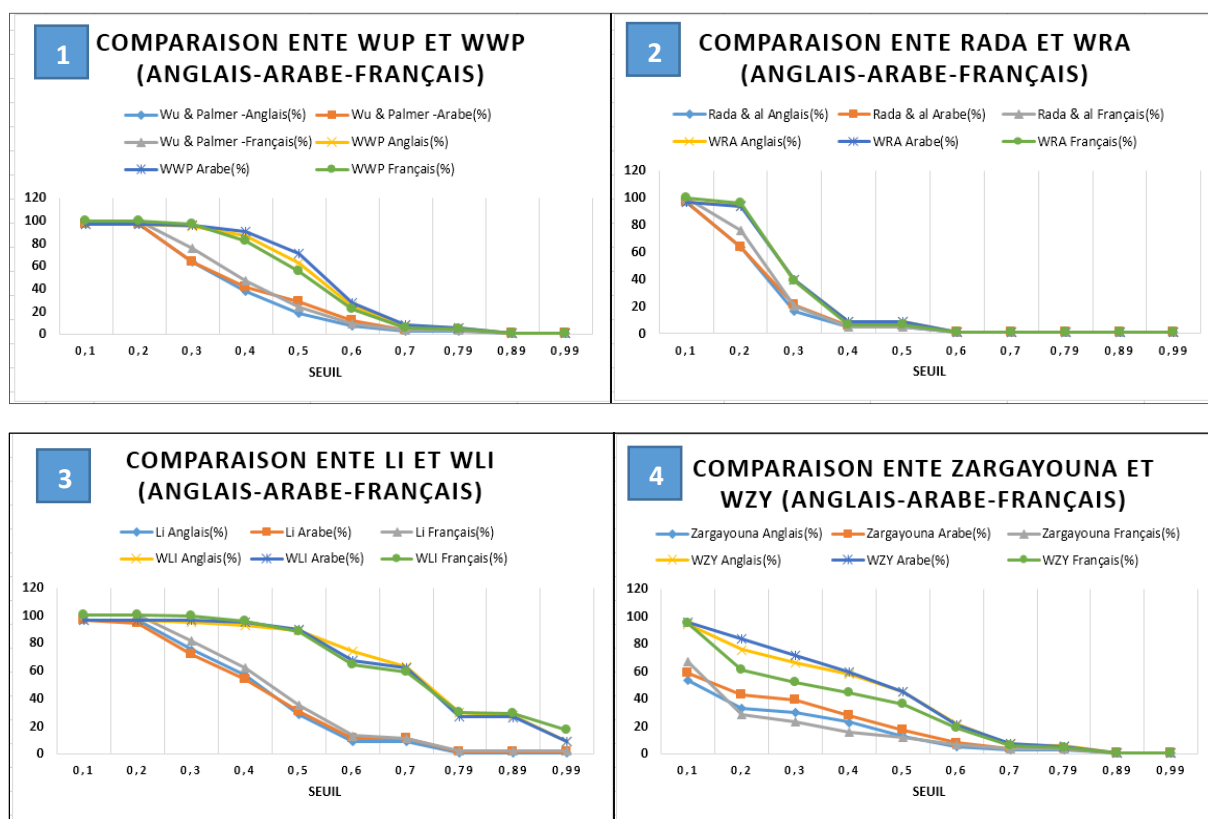 1
COMPARAISON ENTE WUP ET WWP
(ANGLAIS-ARABE-FRANÇAIS)
Wu & Palmer -Anglais(%) Wu & Palmer -Arabe(%)
Wu & Palmer -Français(%) WWP Anglais(%)
WWP Arabe(%) WWP Français(%)
120
100
80
60
40
20
0
0,1 0,2 0,3 0,4 0,5 0,6 0,7 0,79 0,89 0,99
SEUIL
2
COMPARAISON ENTE RADA ET WRA
(ANGLAIS-ARABE-FRANÇAIS)
Rada & al Anglais(%) Rada & al Arabe(%) Rada & al Français(%)
WRA Anglais(%) WRA Arabe(%) WRA Français(%)
120
100
80
60
40
20
0
0,1 0,2 0,3 0,4 0,5 0,6 0,7 0,79 0,89 0,99
SEUIL
3
COMPARAISON ENTE LI ET WLI
(ANGLAIS-ARABE-FRANÇAIS)
Li Anglais(%) Li Arabe(%) Li Français(%)
WLI Anglais(%) WLI Arabe(%) WLI Français(%)
120
100
80
60
40
20
0
0,1 0,2 0,3 0,4 0,5 0,6 0,7 0,79 0,89 0,99
SEUIL
4
COMPARAISON ENTE ZARGAYOUNA ET
WZY (ANGLAIS-ARABE-FRANÇAIS)
Zargayouna Anglais(%) Zargayouna Arabe(%) Zargayouna Français(%)
WZY Anglais(%) WZY Arabe(%) WZY Français(%)
120
100
80
60
40
20
0
0,1 0,2 0,3 0,4 0,5 0,6 0,7 0,79 0,89 0,99
SEUIL